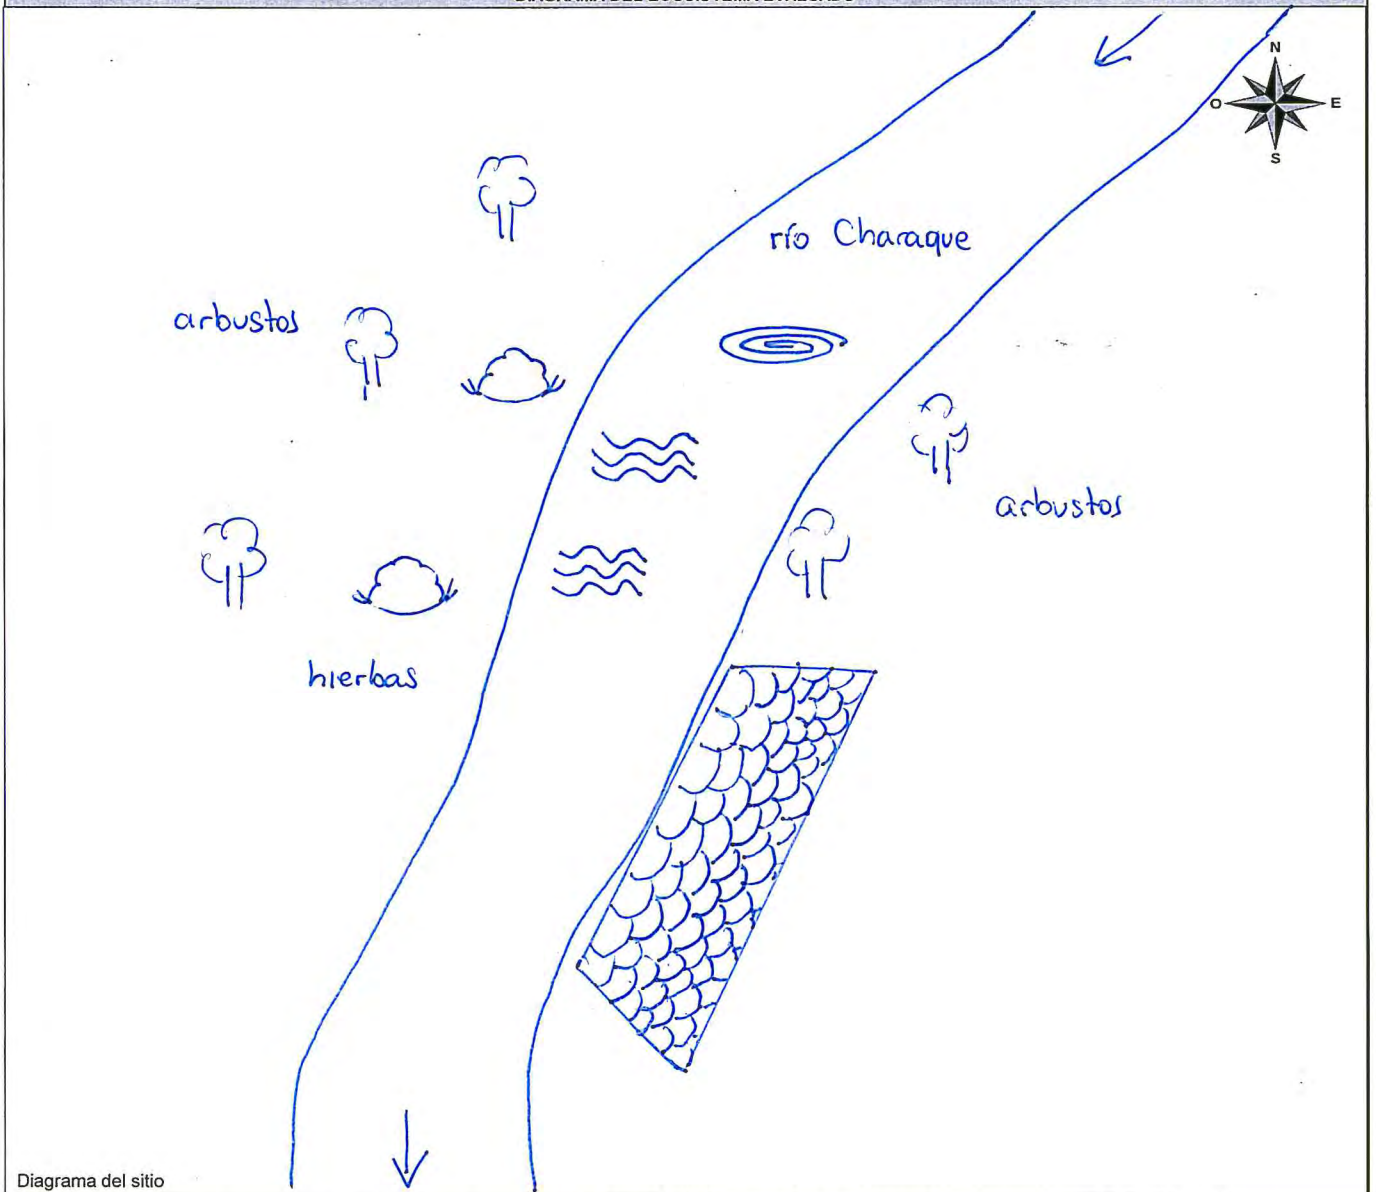 N
O E
S
río Charaque
arbustos
arbustos
hierbas
Diagrama del sitio